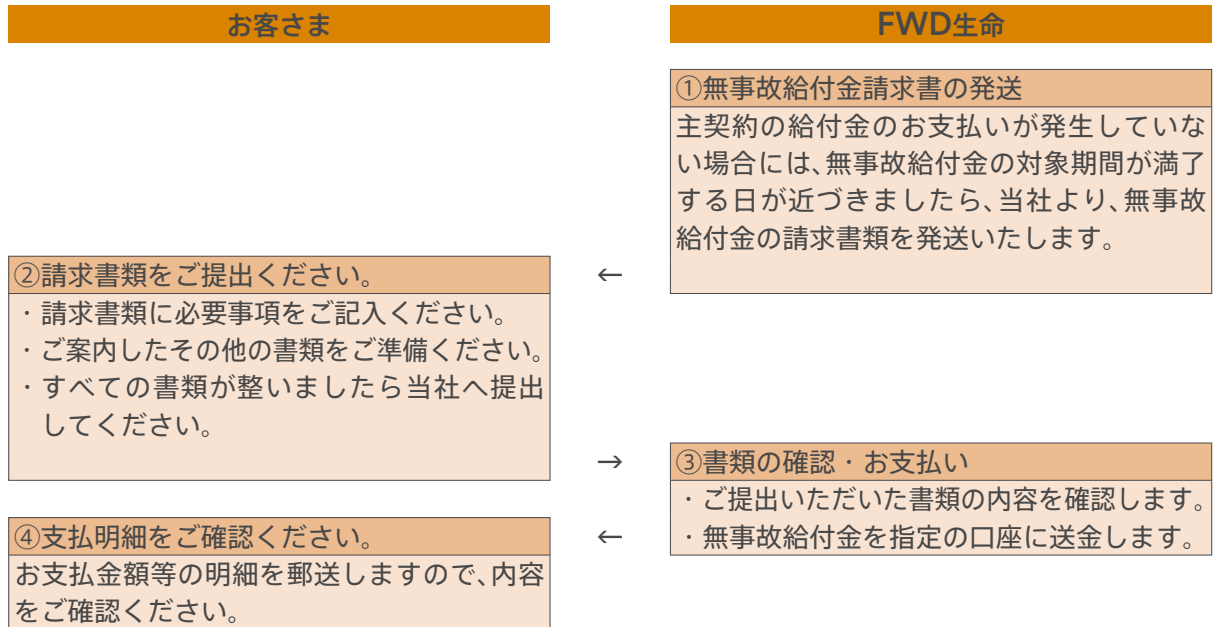 お客さま
FWD生命
①無事故給付金請求書の発送
主契約の給付金のお支払いが発生していな
い場合には、無事故給付金の対象期間が満了
する日が近づきましたら、当社より、無事故
給付金の請求書類を発送いたします。
←
②請求書類をご提出ください。
・請求書類に必要事項をご記入ください。
・ご案内したその他の書類をご準備ください。
・すべての書類が整いましたら当社へ提出
してください。
→
③書類の確認・お支払い
・ご提出いただいた書類の内容を確認します。
・無事故給付金を指定の口座に送金します。
←
④支払明細をご確認ください。
お支払金額等の明細を郵送しますので、内容
をご確認ください。